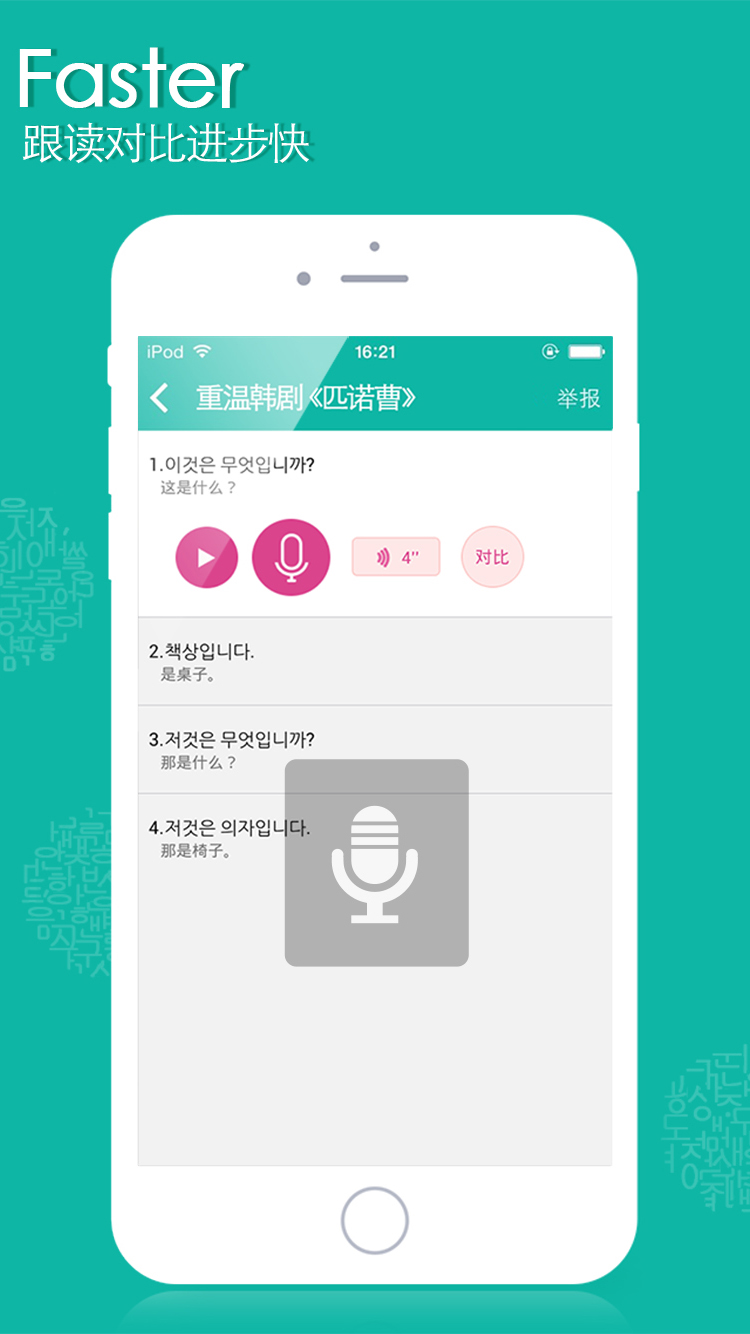 Faster
跟读对比进步快
iPod 16:21
重温韩剧《匹诺曹》 举报
1.이것은 무엇입니까?
这是什么？
4'' 对比
2.책상입니다.
是桌子。
3.저것은 무엇입니까?
那是什么？
4.저것은 의자입니다.
那是椅子。